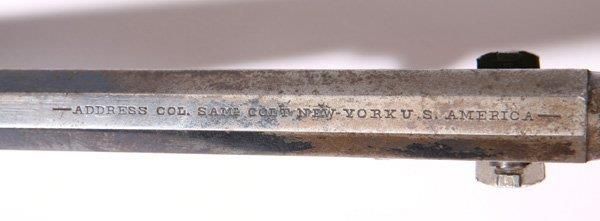 —ADDRESS COL. SAML COLT NEW-YORK U.S. AMERICA—